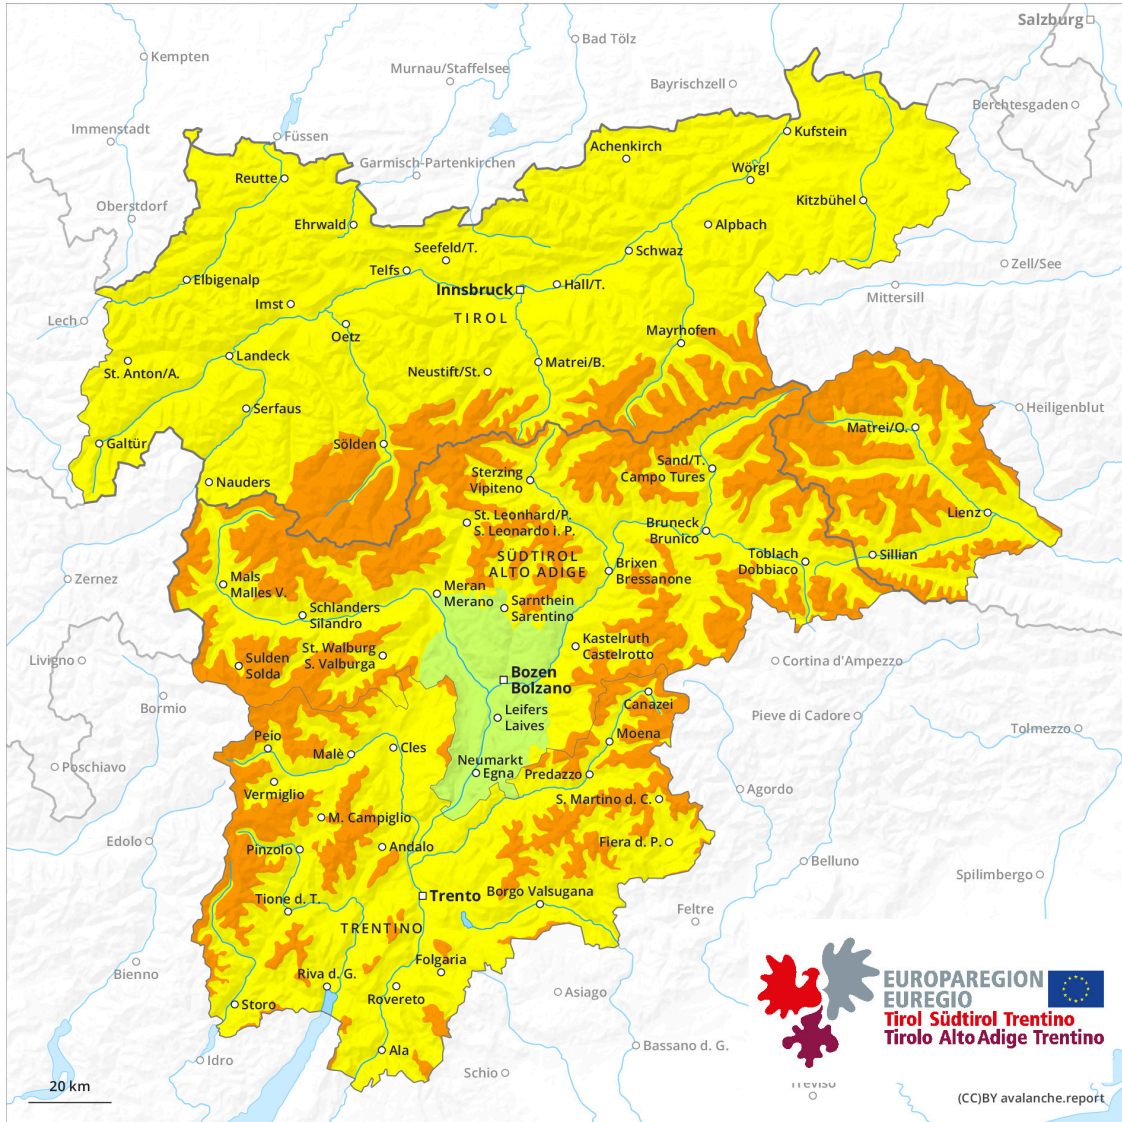 Salzburg
Kempten
Bad Tölz
Murnau/Staffelsee
Bayrischzell
Berchtesgaden
Immenstadt
Füssen
Kufstein
Achenkirch
Garmisch-Partenkirchen
Wörgl
Reutte
Kitzbühel
Oberstdorf
Ehrwald
Alpbach
Seefeld/T.
Schwaz
Telfs
Zell/See
Elbigenalp
Hall/T.
Innsbruck
Mittersill
Imst
Lech
TIROL
Mayrhofen
Oetz
Landeck
Matrei/B.
St. Anton/A.
Neustift/St.
Serfaus
Heiligenblut
Matrei/O.
Galtür
Sölden
Sand/T.
Campo Tures
Sterzing
Vipiteno
Nauders
Lienz
St. Leonhard/P.
S. Leonardo i. P.
Bruneck
Brunico
SÜDTIROL
ALTO ADIGE
Toblach
Dobbiaco
Sillian
Brixen
Bressanone
Zernez
Mals
Malles V.
Meran
Merano
Sarnthein
Sarentino
Schlanders
Silandro
Kastelruth
Castelrotto
St. Walburg
S. Valburga
Livigno
Sulden
Solda
Cortina d'Ampezzo
Bozen
Bolzano
Bormio
Canazei
Leifers
Laives
Pieve di Cadore
Tolmezzo
Peio
Moena
Cles
Malè
Neumarkt
Egna
Poschiavo
Predazzo
Vermiglio
Agordo
S. Martino d. C.
M. Campiglio
Edolo
Fiera d. P.
Pinzolo
Andalo
Belluno
Spilimbergo
Trento
Borgo Valsugana
Tione d. T.
Feltre
TRENTINO
Folgaria
Bienno
Riva d. G.
Rovereto
Asiago
Storo
Bassano d. G.
Ala
Idro
Schio
Treviso
EUROPAREGION
EUREGIO
Tirol Südtirol Trentino
Tirolo Alto Adige Trentino
20 km
(CC)BY avalanche.report